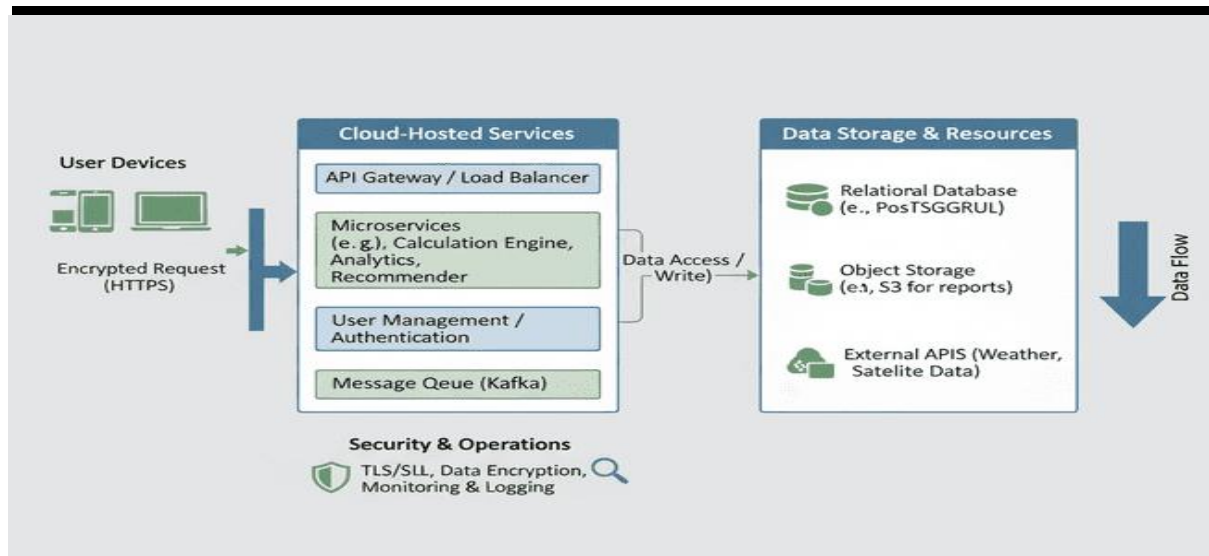 User Devices
Encrypted Request
(HTTPS)
Cloud-Hosted Services
API Gateway / Load Balancer
Microservices
(e.g.), Calculation Engine,
Analytics,
Recommender
User Management /
Authentication
Message Qeue (Kafka)
Security & Operations
TLS/SLL, Data Encryption,
Monitoring & Logging
Data Access /
Write)
Data Storage & Resources
Relational Database
(e., PosTSGGRUL)
Object Storage
(e.ı, S3 for reports)
External APIS (Weather,
Satelite Data)
Data Flow